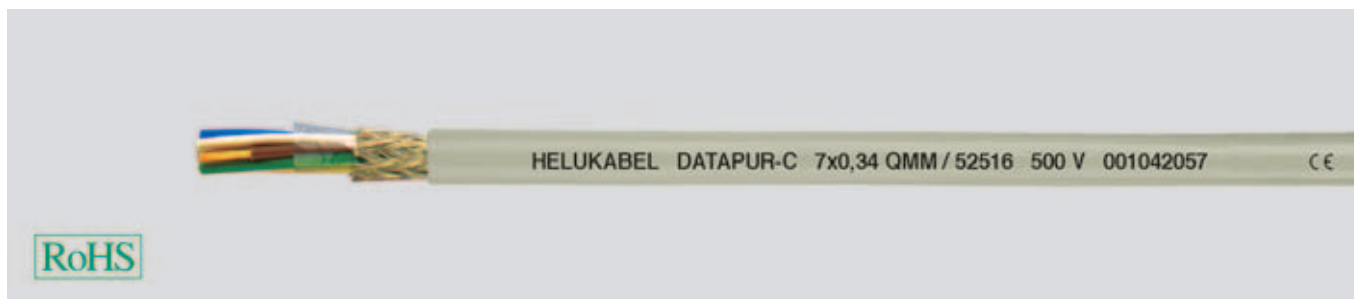 HELUKABEL DATAPUR-C 7x0,34 QMM / 52516 500 V 001042057 CE
RoHS